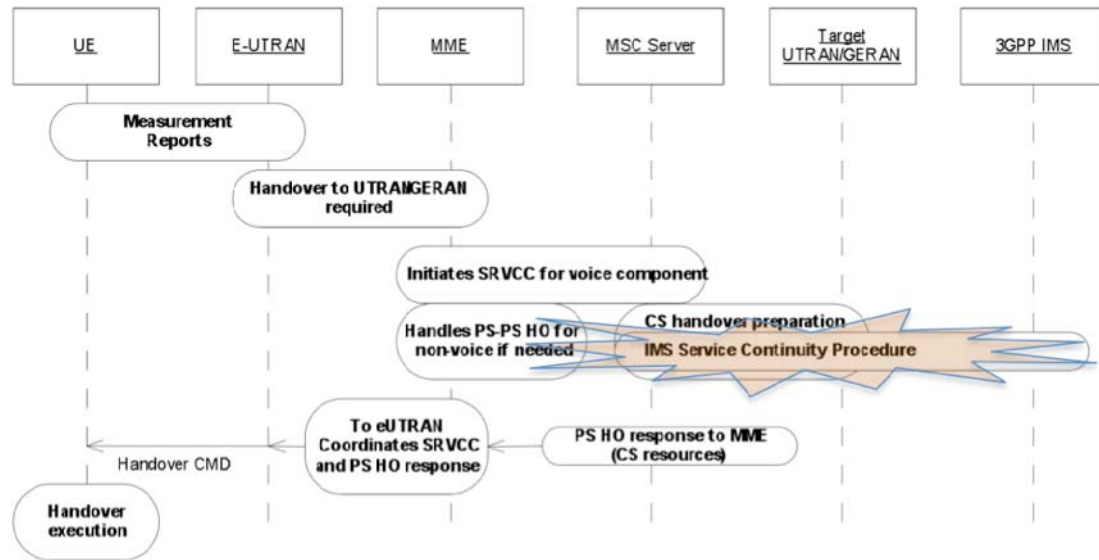 UE
E-UTRAN
MME
MSC Server
Target
UTRAN/GERAN
3GPP IMS
Measurement
Reports
Handover to UTRAN/GERAN
required
Initiates SRVCC for voice component
Handles PS-PS HO for
non-voice if needed
CS handover preparation
IMS Service Continuity Procedure
To eUTRAN
Coordinates SRVCC
and PS HO response
PS HO response to MME
(CS resources)
Handover CMD
Handover
execution